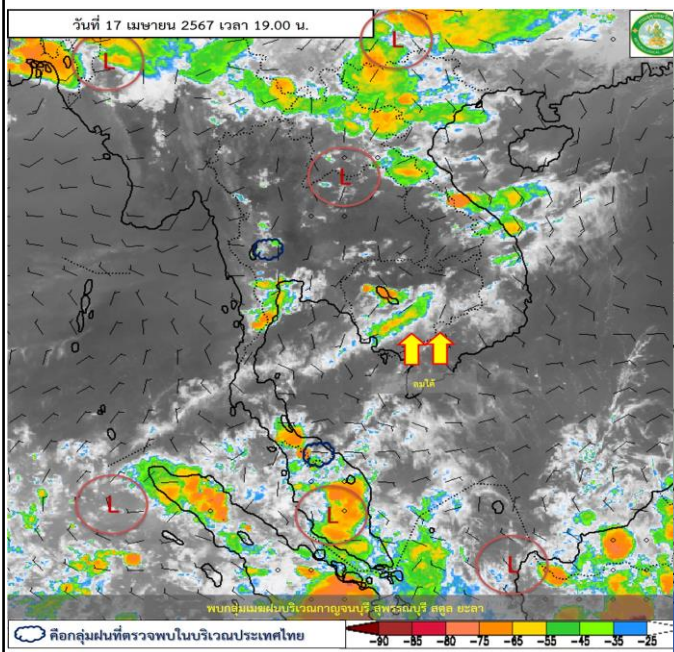 วันที่ 17 เมษายน 2567 เวลา 19.00 น.
L
L
L
ลมใต้
L
L
L
พบกลุ่มเมฆฝนบริเวณกาญจนบุรี สุพรรณบุรี สตูล ยะลา
คือกลุ่มฝนที่ตรวจพบในบริเวณประเทศไทย
-90 -85 -80 -75 -65 -55 -45 -35 -25